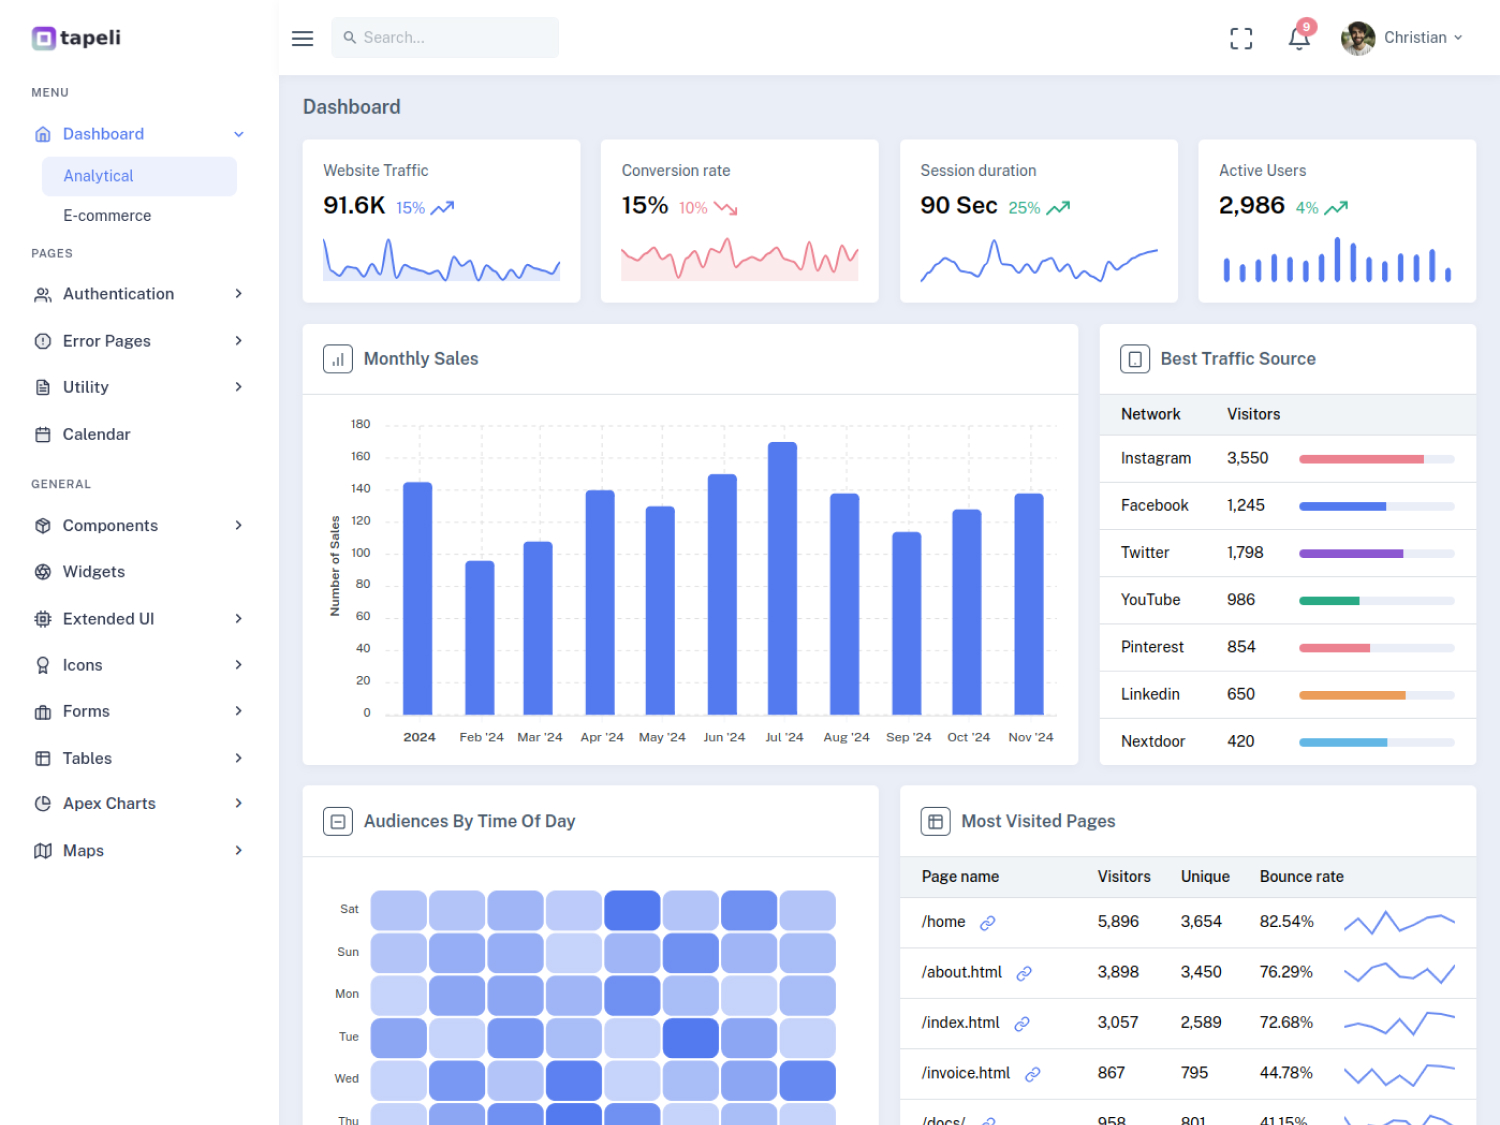 tapeli
Search...
9
Christian
MENU
Dashboard
Analytical
E-commerce
PAGES
Authentication
Error Pages
Utility
Calendar
GENERAL
Components
Widgets
Extended UI
Icons
Forms
Tables
Apex Charts
Maps
Dashboard
Website Traffic
91.6K 15%
Conversion rate
15% 10%
Session duration
90 Sec 25%
Active Users
2,986 4%
Monthly Sales
Number of Sales
180
160
140
120
100
80
60
40
20
0
2024 Feb '24 Mar '24 Apr '24 May '24 Jun '24 Jul '24 Aug '24 Sep '24 Oct '24 Nov '24
Best Traffic Source
Network Visitors
Instagram 3,550
Facebook 1,245
Twitter 1,798
YouTube 986
Pinterest 854
Linkedin 650
Nextdoor 420
Audiences By Time Of Day
Sat
Sun
Mon
Tue
Wed
Thu
Most Visited Pages
Page name Visitors Unique Bounce rate
/home 5,896 3,654 82.54%
/about.html 3,898 3,450 76.29%
/index.html 3,057 2,589 72.68%
/invoice.html 867 795 44.78%
/docs/ 958 801 41.15%